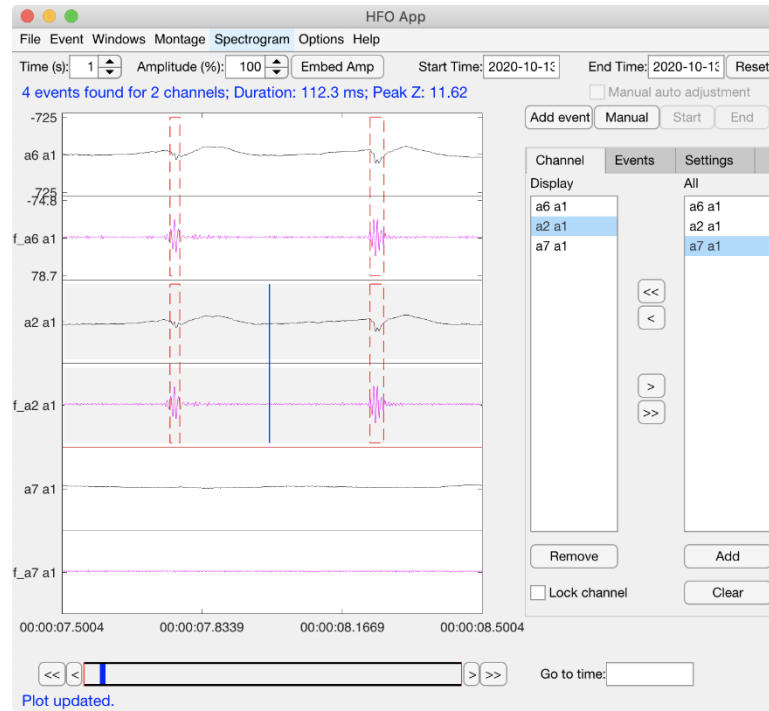 HFO App
File Event Windows Montage Spectrogram Options Help
Time (s): 1 Amplitude (%): 100 Embed Amp Start Time: 2020-10-13 End Time: 2020-10-13 Reset
4 events found for 2 channels; Duration: 112.3 ms; Peak Z: 11.62
Manual auto adjustment
Add event Manual Start End
Channel Events Settings
Display All
a6 a1 a6 a1
a2 a1 a2 a1
a7 a1 a7 a1
<<
<
>
>>
Remove Add
Lock channel Clear
-725
a6 a1
-725
-74.8
f_a6 a1
78.7
a2 a1
f_a2 a1
a7 a1
f_a7 a1
00:00:07.5004 00:00:07.8339 00:00:08.1669 00:00:08.5004
<< < > >> Go to time:
Plot updated.